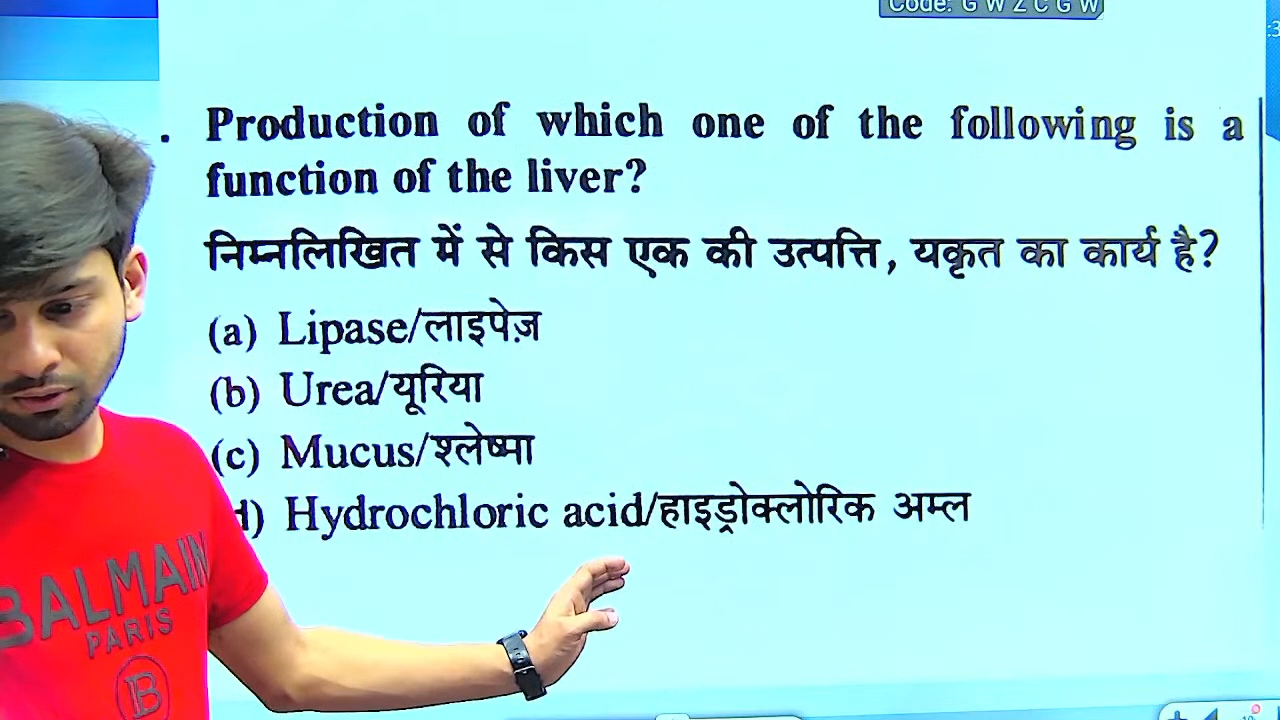 Code: G W Z C G W
. Production of which one of the following is a
function of the liver?
निम्नलिखित में से किस एक की उत्पत्ति, यकृत का कार्य है?
(a) Lipase/लाइपेज़
(b) Urea/यूरिया
(c) Mucus/श्लेष्मा
d) Hydrochloric acid/हाइड्रोक्लोरिक अम्ल
BALMAIN
PARIS
B